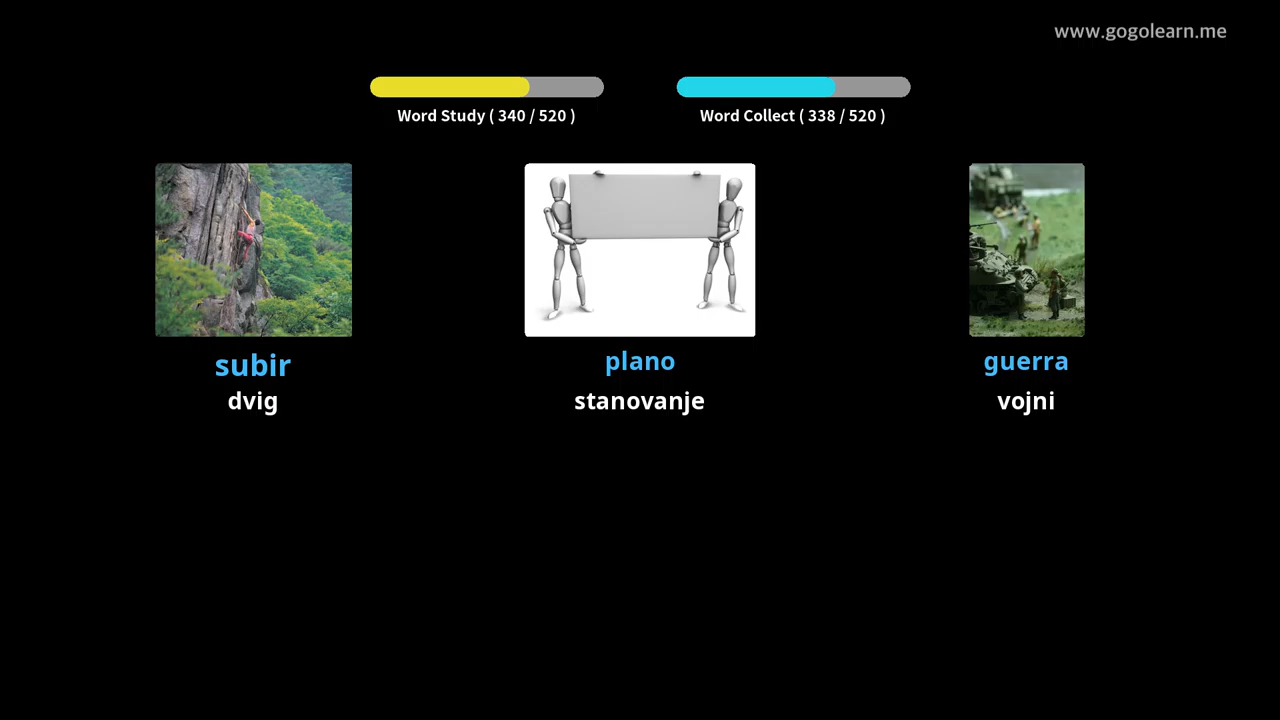 www.gogolearn.me
Word Study ( 340 / 520 )
Word Collect ( 338 / 520 )
subir
plano
guerra
dvig
stanovanje
vojni